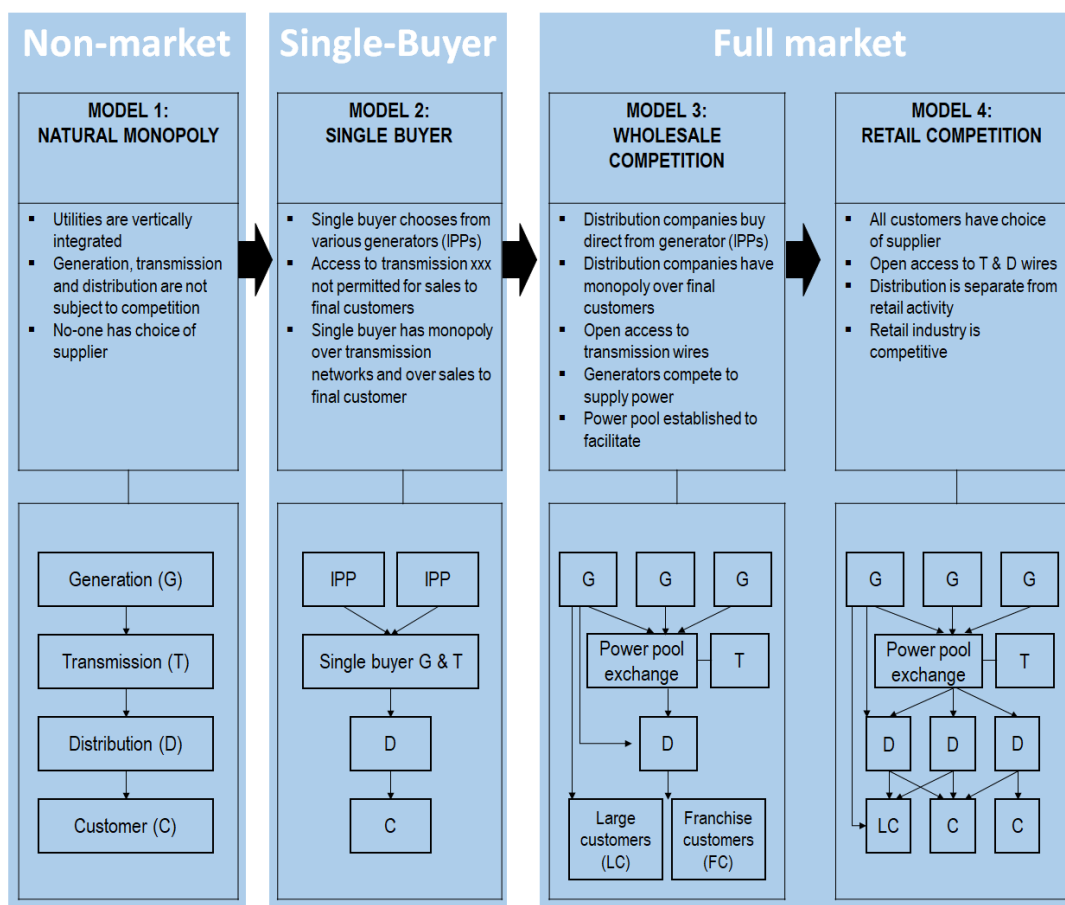 Non-market
Single-Buyer
Full market
MODEL 1:
NATURAL MONOPOLY
▪ Utilities are vertically
integrated
▪ Generation, transmission
and distribution are not
subject to competition
▪ No-one has choice of
supplier
MODEL 2:
SINGLE BUYER
▪ Single buyer chooses from
various generators (IPPs)
▪ Access to transmission xxx
not permitted for sales to
final customers
▪ Single buyer has monopoly
over transmission
networks and over sales to
final customer
MODEL 3:
WHOLESALE
COMPETITION
▪ Distribution companies buy
direct from generator (IPPs)
▪ Distribution companies have
monopoly over final
customers
▪ Open access to
transmission wires
▪ Generators compete to
supply power
▪ Power pool established to
facilitate
MODEL 4:
RETAIL COMPETITION
▪ All customers have choice
of supplier
▪ Open access to T & D wires
▪ Distribution is separate from
retail activity
▪ Retail industry is
competitive
Generation (G)
Transmission (T)
Distribution (D)
Customer (C)
IPP
IPP
Single buyer G & T
D
C
G
G
G
Power pool
exchange
T
D
Large
customers
(LC)
Franchise
customers
(FC)
G
G
G
Power pool
exchange
T
D
D
D
LC
C
C